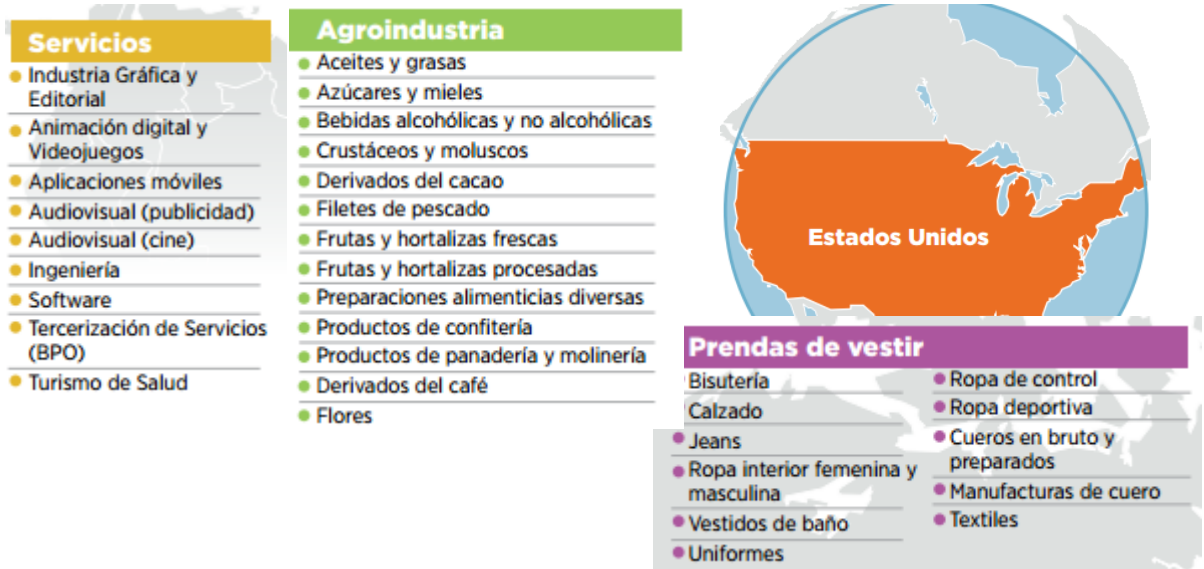 Servicios
Industria Gráfica y
Editorial
Animación digital y
Videojuegos
Aplicaciones móviles
Audiovisual (publicidad)
Audiovisual (cine)
Ingeniería
Software
Tercerización de Servicios
(BPO)
Turismo de Salud
Agroindustria
Aceites y grasas
Azúcares y mieles
Bebidas alcohólicas y no alcohólicas
Crustáceos y moluscos
Derivados del cacao
Filetes de pescado
Frutas y hortalizas frescas
Frutas y hortalizas procesadas
Preparaciones alimenticias diversas
Productos de confitería
Productos de panadería y molinería
Derivados del café
Flores
Estados Unidos
Prendas de vestir
Bisutería
Calzado
Jeans
Ropa interior femenina y
masculina
Vestidos de baño
Uniformes
Ropa de control
Ropa deportiva
Cueros en bruto y
preparados
Manufacturas de cuero
Textiles